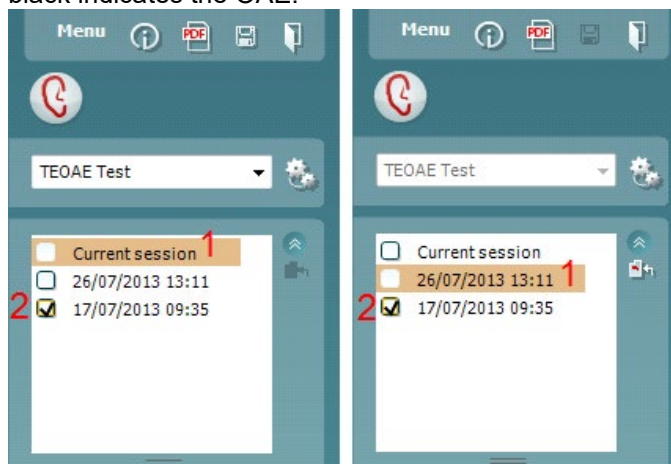 black indicates the OAE.
Menu PDF
TEOAE Test
Current session 1
26/07/2013 13:11
2 17/07/2013 09:35
Menu PDF
TEOAE Test
Current session
26/07/2013 13:11 1
2 17/07/2013 09:35